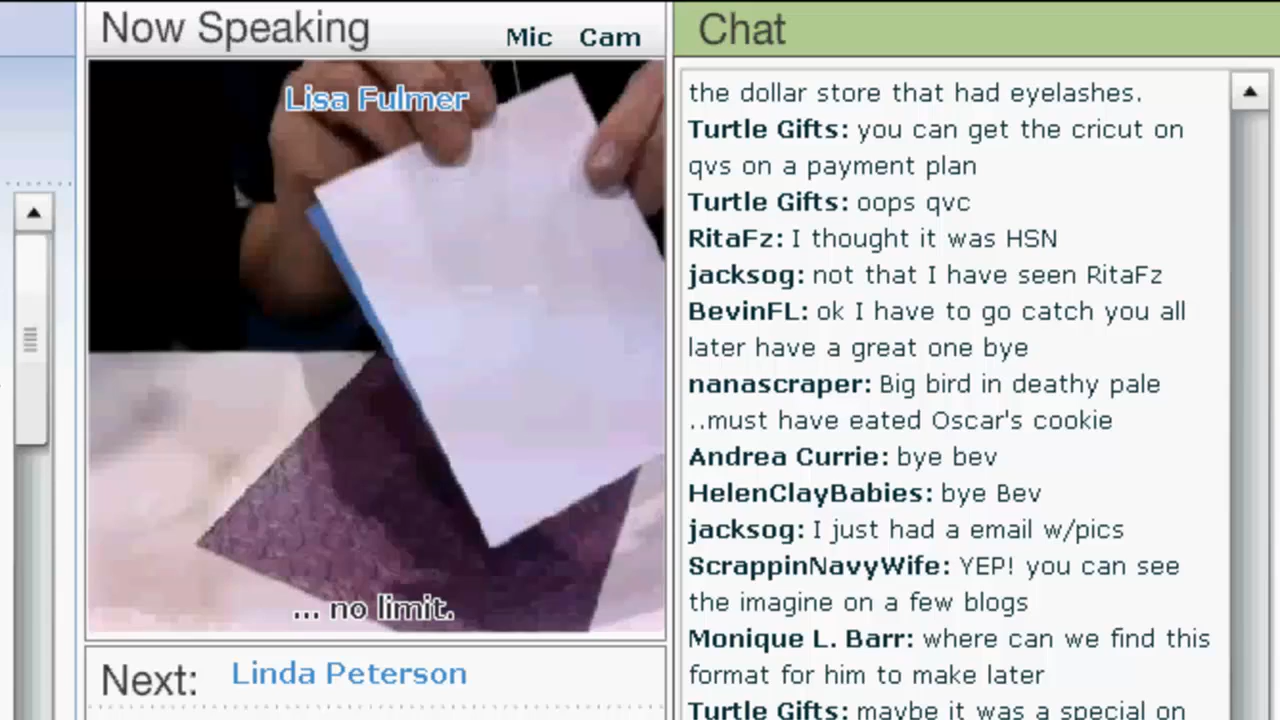 Now Speaking
Mic Cam
Lisa Fulmer
... no limit.
Next: Linda Peterson
Chat
the dollar store that had eyelashes.
Turtle Gifts: you can get the cricut on
qvs on a payment plan
Turtle Gifts: oops qvc
RitaFz: I thought it was HSN
jacksog: not that I have seen RitaFz
BevinFL: ok I have to go catch you all
later have a great one bye
nanascraper: Big bird in deathy pale
..must have eated Oscar's cookie
Andrea Currie: bye bev
HelenClayBabies: bye Bev
jacksog: I just had a email w/pics
ScrappinNavyWife: YEP! you can see
the imagine on a few blogs
Monique L. Barr: where can we find this
format for him to make later
Turtle Gifts: maybe it was a special on